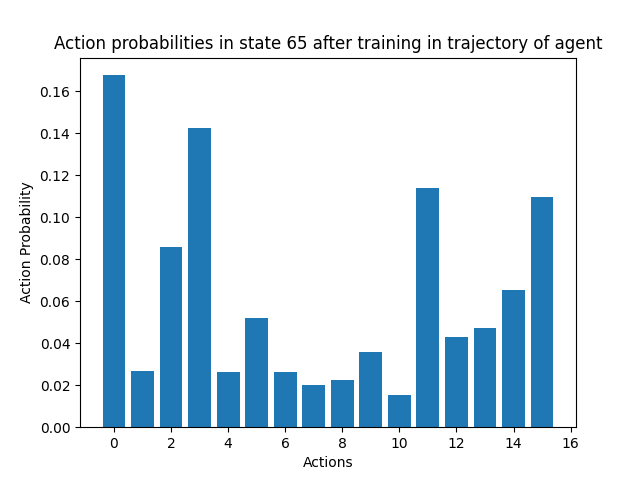 Action probabilities in state 65 after training in trajectory of agent
0.16
0.14
0.12
0.10
0.08
0.06
0.04
0.02
0.00
Action Probability
0 2 4 6 8 10 12 14 16
Actions